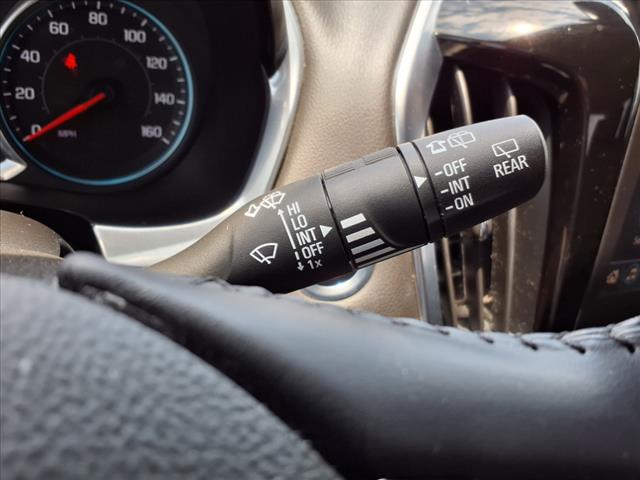 0
20
40
60
80
100
120
140
160
MPH
HI
LO
INT
OFF
1x
-OFF
-INT
-ON
REAR